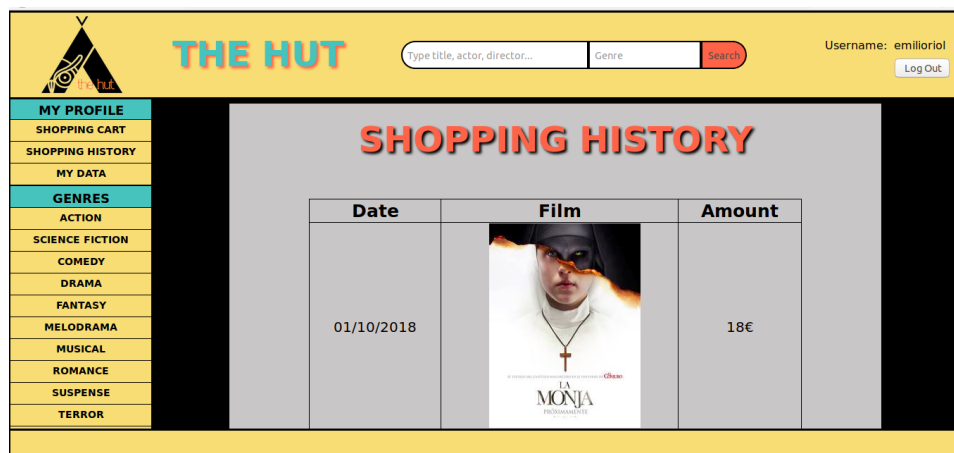 the hut
THE HUT
Type title, actor, director...
Genre
Search
Username: emilioriol
Log Out
MY PROFILE
SHOPPING CART
SHOPPING HISTORY
MY DATA
GENRES
ACTION
SCIENCE FICTION
COMEDY
DRAMA
FANTASY
MELODRAMA
MUSICAL
ROMANCE
SUSPENSE
TERROR
SHOPPING HISTORY
Date Film Amount
01/10/2018
LA
MONJA
PRÓXIMAMENTE
18€